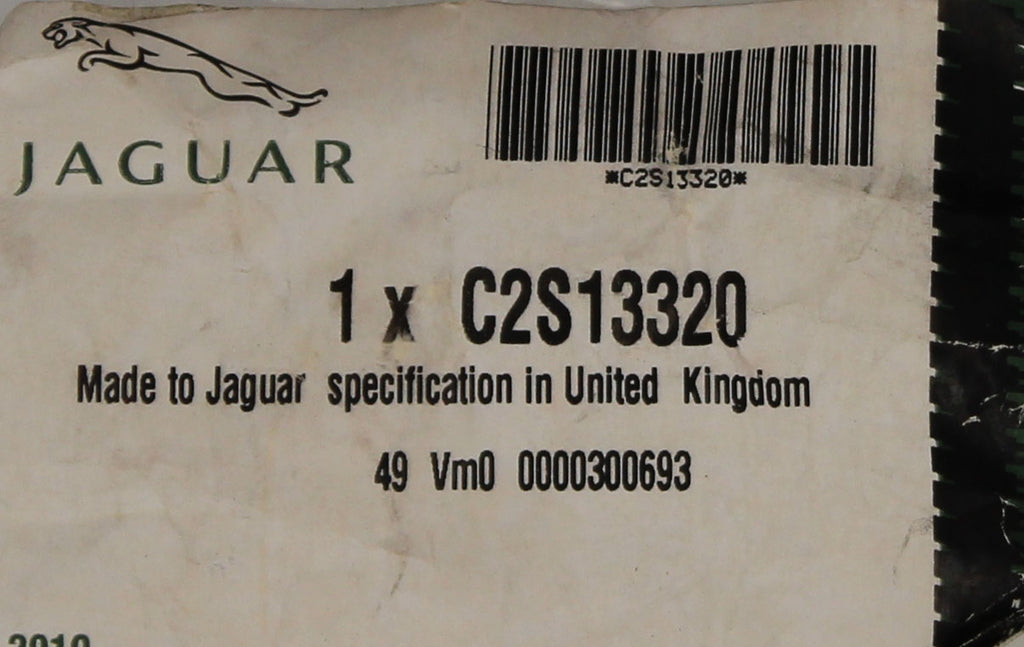 JAGUAR
*C2S13320*
1 x C2S13320
Made to Jaguar specification in United Kingdom
49 Vm0 0000300693